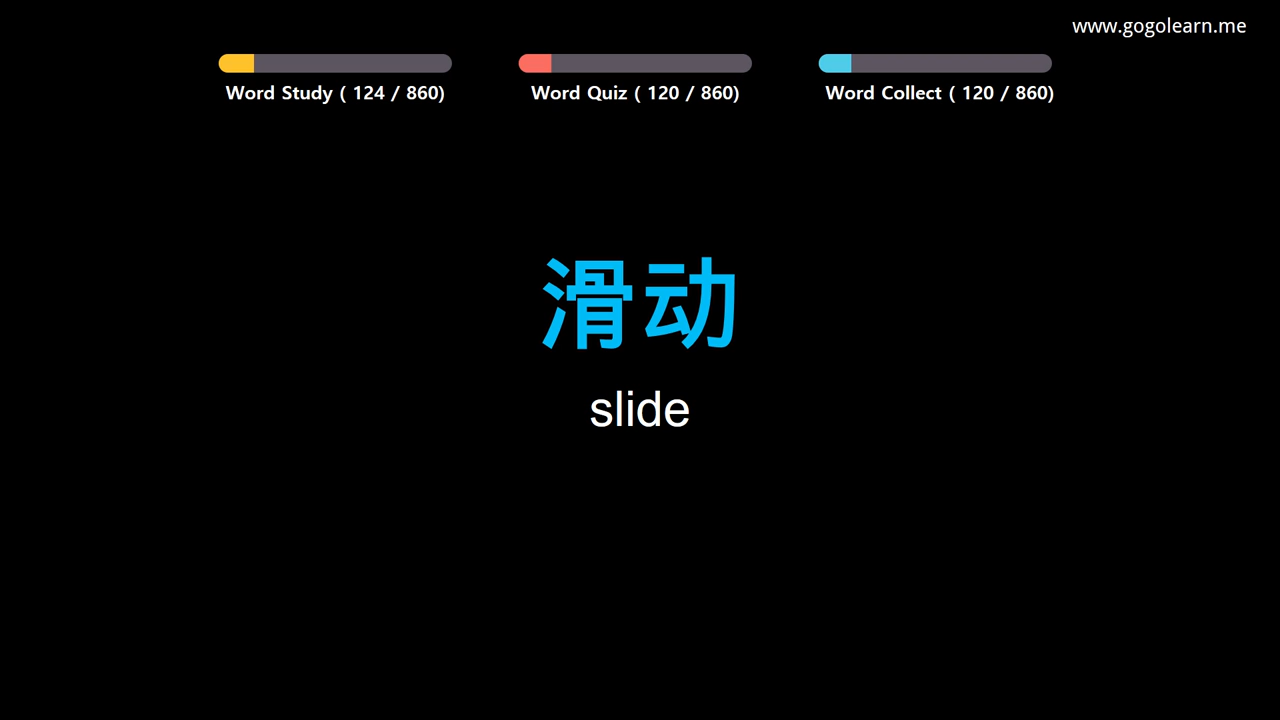 www.gogolearn.me
Word Study ( 124 / 860)
Word Quiz ( 120 / 860)
Word Collect ( 120 / 860)
滑动
slide